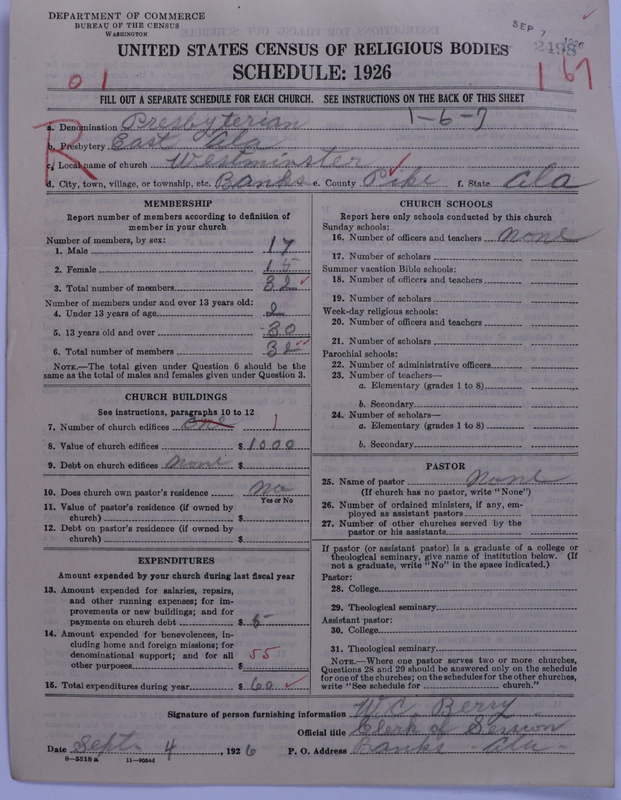 DEPARTMENT OF COMMERCE
BUREAU OF THE CENSUS
WASHINGTON
SEP 7
2498
UNITED STATES CENSUS OF RELIGIOUS BODIES
SCHEDULE: 1926
0 1
167
FILL OUT A SEPARATE SCHEDULE FOR EACH CHURCH. SEE INSTRUCTIONS ON THE BACK OF THIS SHEET
1-6-7
R
a. Denomination Presbyterian
b. Presbytery East Ala
c. Local name of church Westminster
d. City, town, village, or township, etc. Banks e. County Pike f. State Ala
MEMBERSHIP
Report number of members according to definition of
member in your church
Number of members, by sex:
1. Male 17
2. Female 15
3. Total number of members 32
Number of members under and over 13 years old:
4. Under 13 years of age 2
5. 13 years old and over 30
6. Total number of members 32
NOTE.—The total given under Question 6 should be the
same as the total of males and females given under Question 3.
CHURCH BUILDINGS
See instructions, paragraphs 10 to 12
7. Number of church edifices one 1
8. Value of church edifices $ 1000
9. Debt on church edifices None $
10. Does church own pastor's residence No
Yes or No
11. Value of pastor's residence (if owned by
church) $
12. Debt on pastor's residence (if owned by
church) $
EXPENDITURES
Amount expended by your church during last fiscal year
13. Amount expended for salaries, repairs,
and other running expenses; for im-
provements or new buildings; and for
payments on church debt $ 5
14. Amount expended for benevolences, in-
cluding home and foreign missions; for
denominational support; and for all
other purposes $ 55
15. Total expenditures during year $ 60
CHURCH SCHOOLS
Report here only schools conducted by this church
Sunday schools:
16. Number of officers and teachers None
17. Number of scholars
Summer vacation Bible schools:
18. Number of officers and teachers
19. Number of scholars
Week-day religious schools:
20. Number of officers and teachers
21. Number of scholars
Parochial schools:
22. Number of administrative officers
23. Number of teachers—
a. Elementary (grades 1 to 8)
b. Secondary
24. Number of scholars—
a. Elementary (grades 1 to 8)
b. Secondary
PASTOR
25. Name of pastor None
(If church has no pastor, write "None")
26. Number of ordained ministers, if any, em-
ployed as assistant pastors
27. Number of other churches served by the
pastor or his assistants
If pastor (or assistant pastor) is a graduate of a college or
theological seminary, give name of institution below. (If
not a graduate, write "No" in the space indicated.)
Pastor:
28. College
29. Theological seminary
Assistant pastor:
30. College
31. Theological seminary
NOTE.—Where one pastor serves two or more churches,
Questions 28 and 29 should be answered only on the schedule
for one of the churches; on the schedules for the other churches,
write "See schedule for church."
Signature of person furnishing information W.C. Berry
Official title Clerk of Session
Date Sept. 4, 1926 P. O. Address Banks - Ala -
8-5518 a